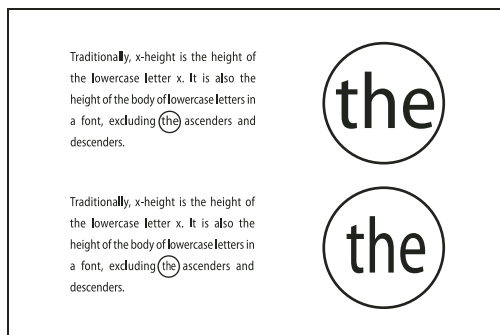 Traditionally, x-height is the height of
the lowercase letter x. It is also the
height of the body of lowercase letters in
a font, excluding the ascenders and
descenders.
the
Traditionally, x-height is the height of
the lowercase letter x. It is also the
height of the body of lowercase letters in
a font, excluding the ascenders and
descenders.
the